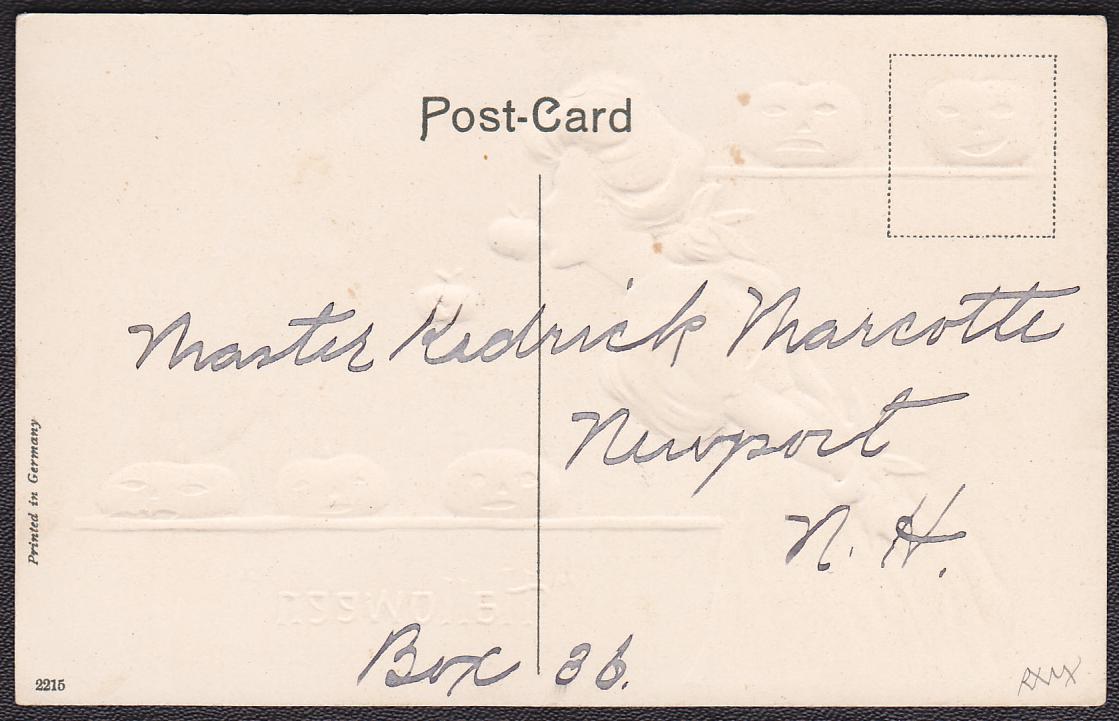 Post-Card
Master Kedrick Marcotte
Newport
N. H.
Box 36.
Printed in Germany
2215